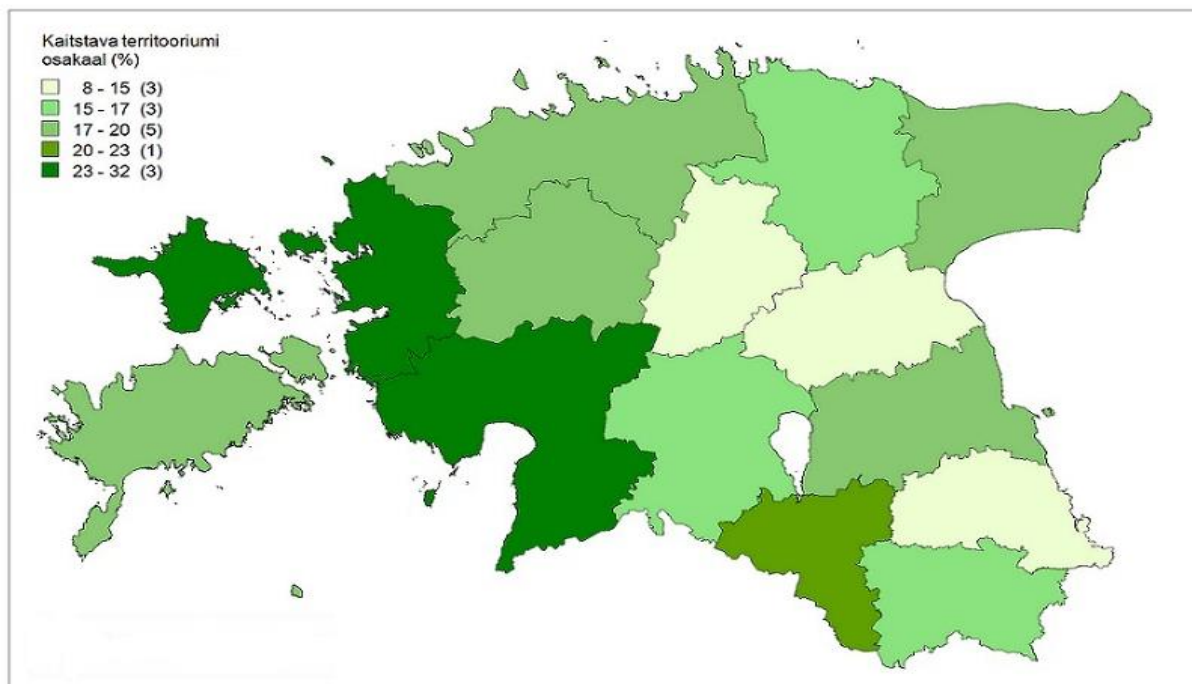 Kaitstava territooriumi
osakaal (%)
8 - 15 (3)
15 - 17 (3)
17 - 20 (5)
20 - 23 (1)
23 - 32 (3)